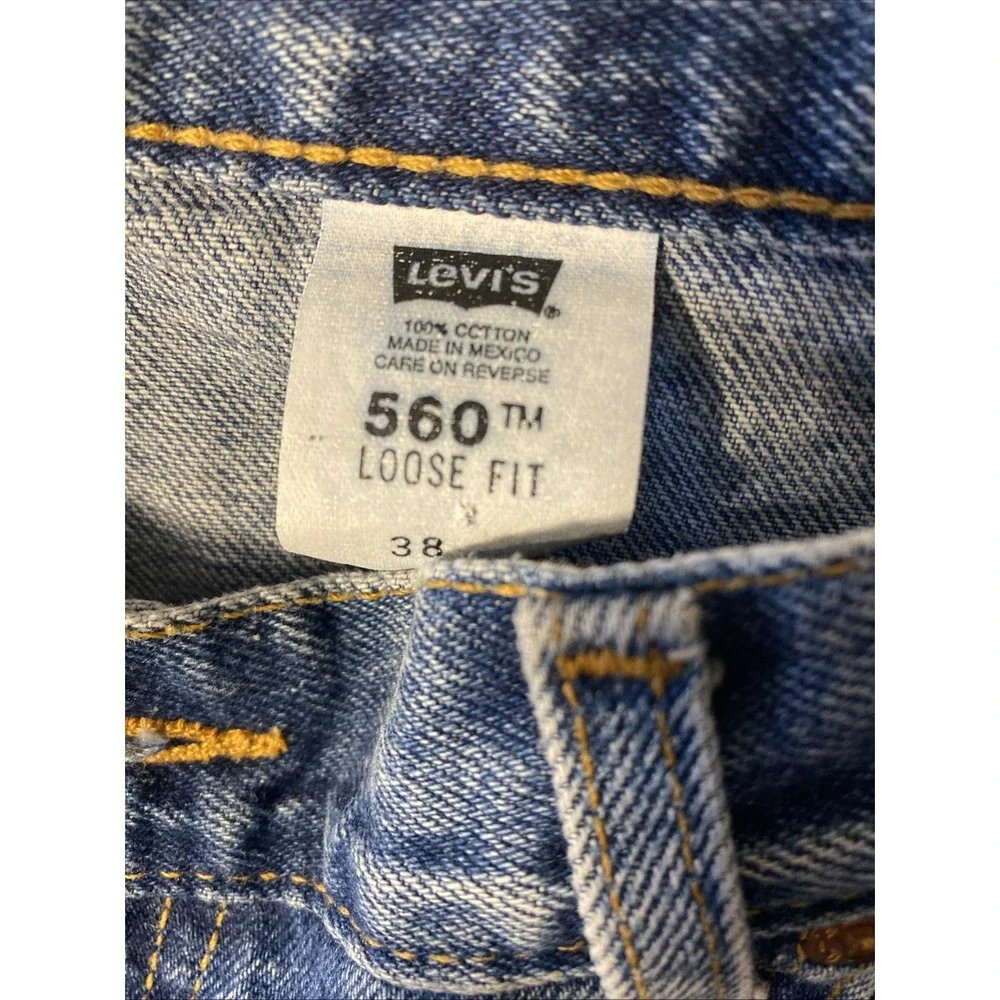 LEVI'S ®
100% COTTON
MADE IN MEXICO
CARE ON REVERSE
560™
LOOSE FIT
38